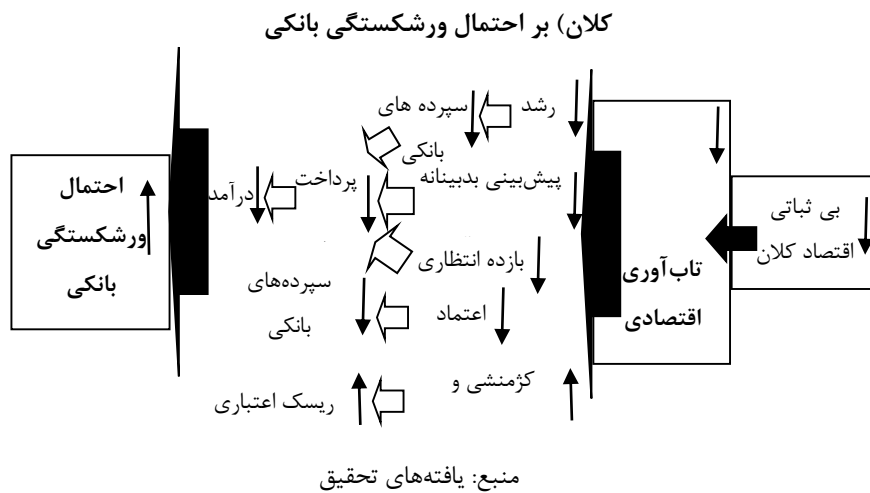 کلان) بر احتمال ورشکستگی بانکی
رشد
سپرده های
بانکی
بی ثباتی
اقتصاد کلان
تاب‌آوری
اقتصادی
پیش‌بینی بدبینانه
پرداخت
درآمد
احتمال
ورشکستگی
بانکی
بازده انتظاری
سپرده‌های
بانکی
اعتماد
کژمنشی و
ریسک اعتباری
منبع: یافته‌های تحقیق